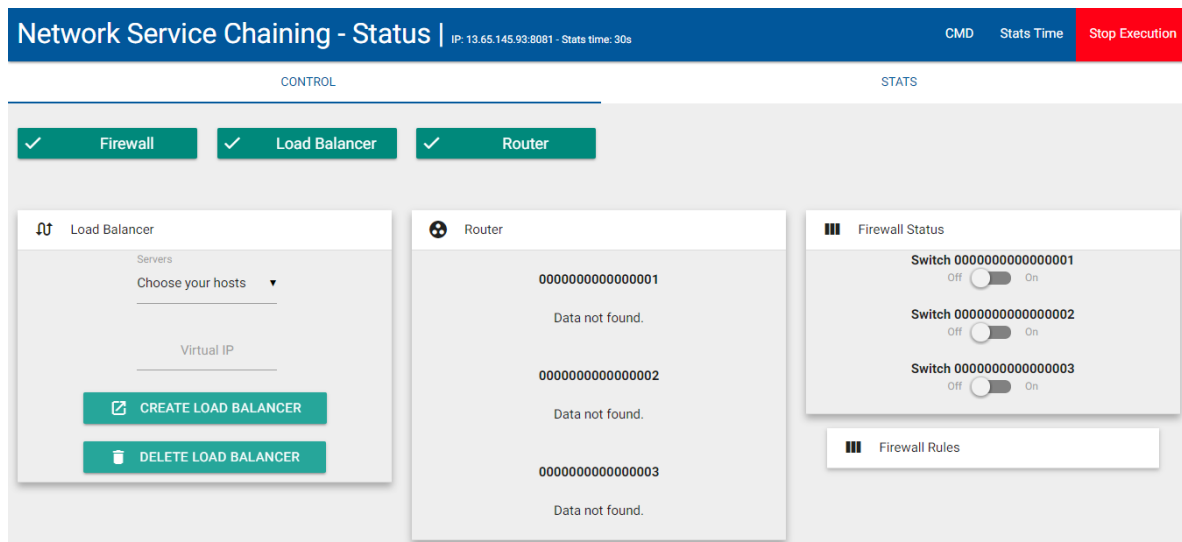 Network Service Chaining - Status | IP: 13.65.145.93:8081 - Stats time: 30s
CMD
Stats Time
Stop Execution
CONTROL
STATS
Firewall
Load Balancer
Router
Load Balancer
Servers
Choose your hosts
Virtual IP
CREATE LOAD BALANCER
DELETE LOAD BALANCER
Router
0000000000000001
Data not found.
0000000000000002
Data not found.
0000000000000003
Data not found.
Firewall Status
Switch 0000000000000001
Off On
Switch 0000000000000002
Off On
Switch 0000000000000003
Off On
Firewall Rules